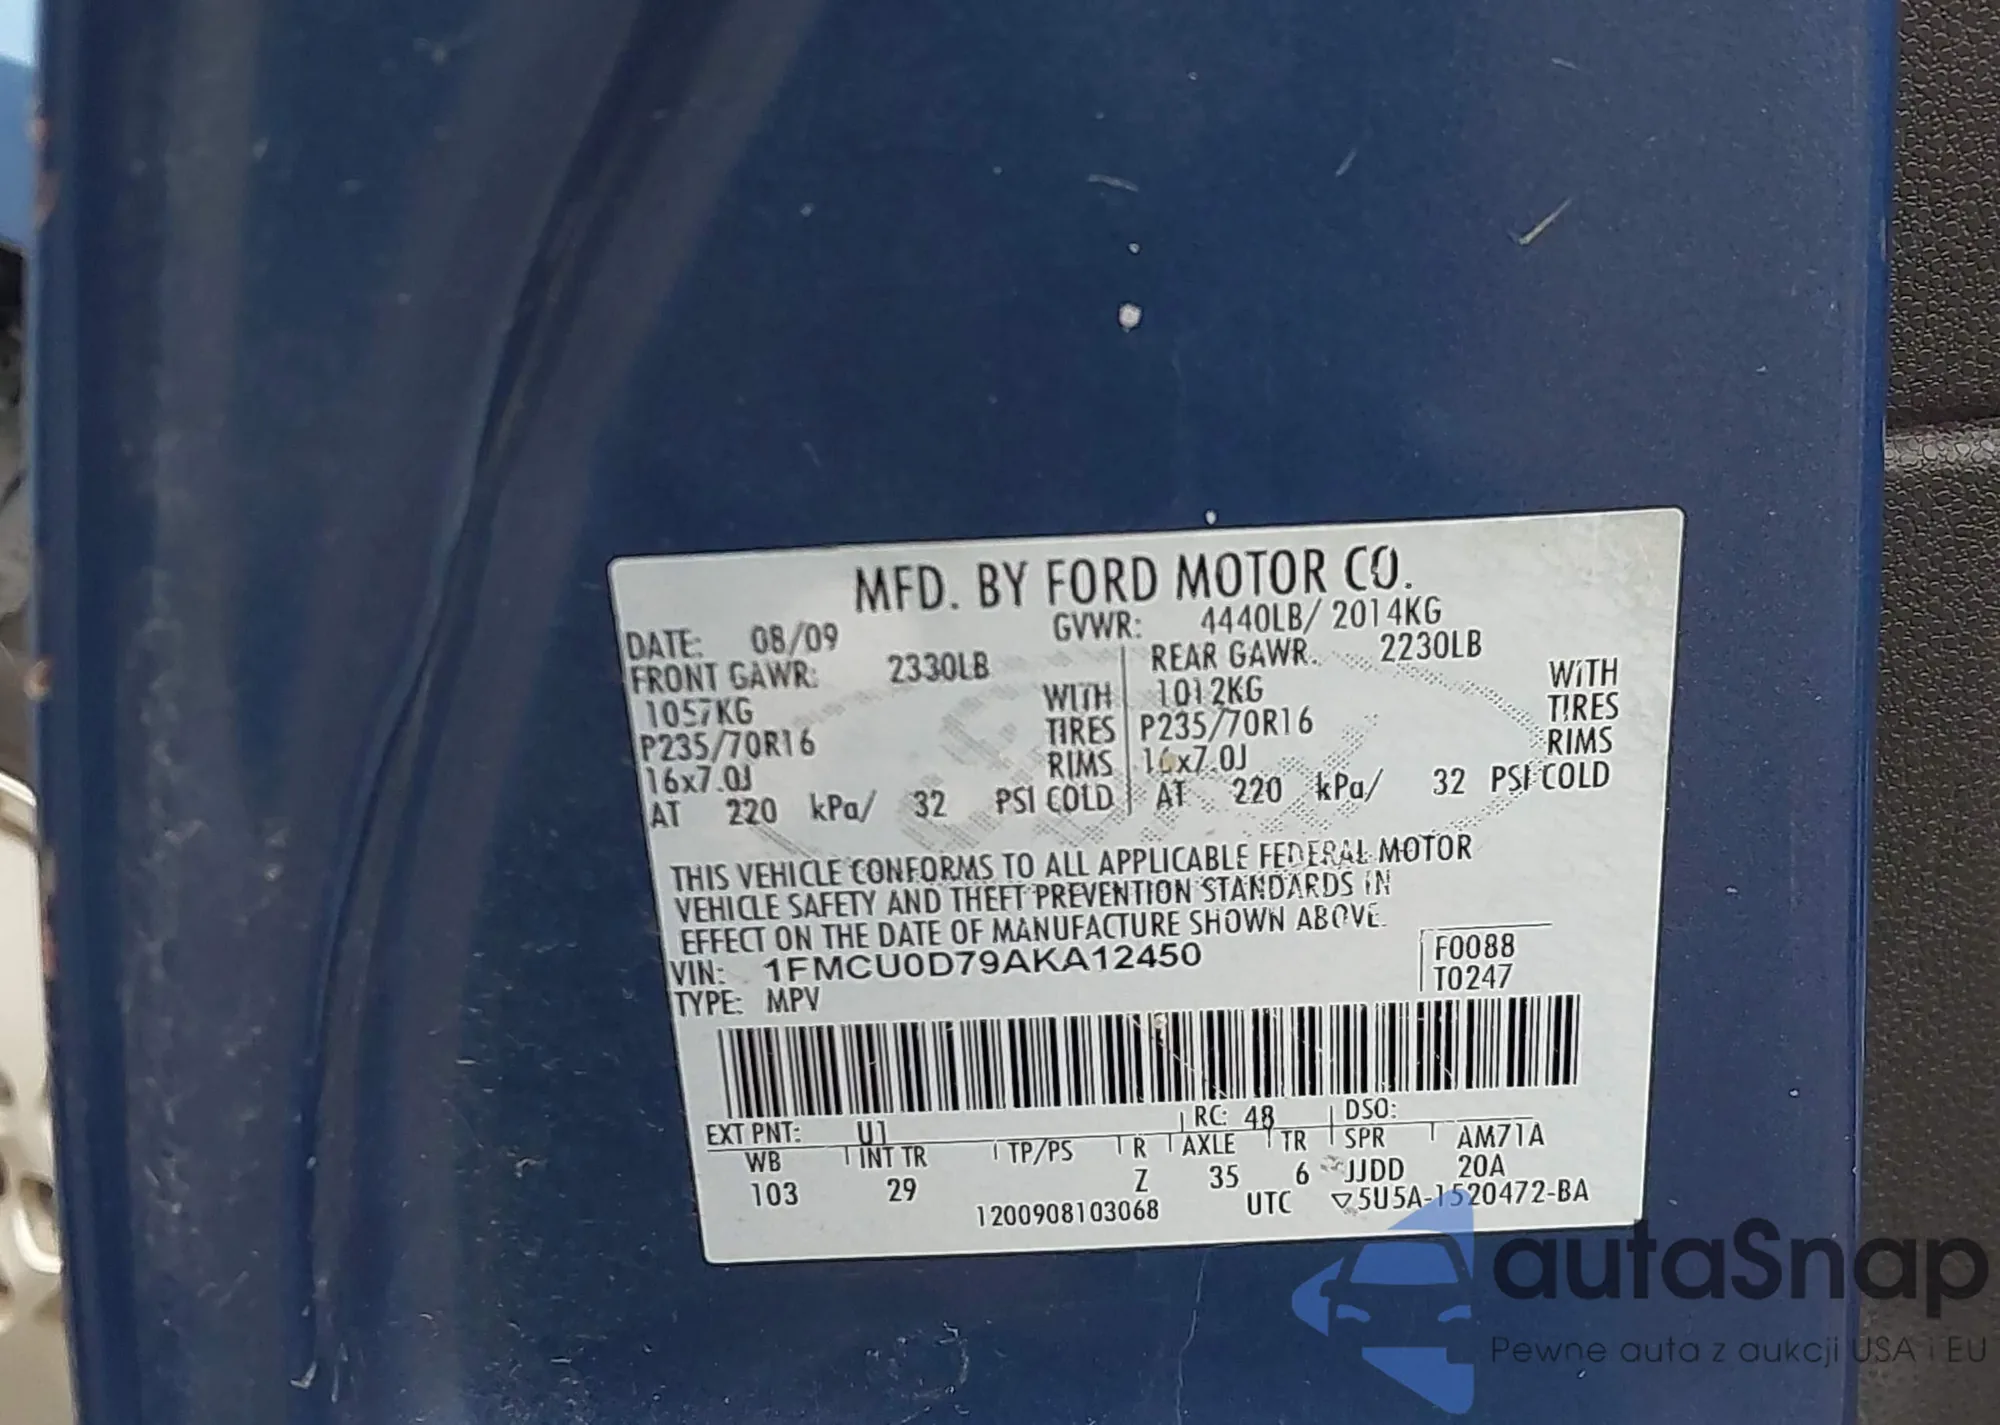 MFD. BY FORD MOTOR CO.
DATE: 08/09 GVWR: 4440LB/ 2014KG
FRONT GAWR: 2330LB REAR GAWR: 2230LB
1057KG WITH 1012KG WITH
P235/70R16 TIRES P235/70R16 TIRES
16x7.0J RIMS 16x7.0J RIMS
AT 220 kPa/ 32 PSI COLD AT 220 kPa/ 32 PSI COLD
THIS VEHICLE CONFORMS TO ALL APPLICABLE FEDERAL MOTOR
VEHICLE SAFETY AND THEFT PREVENTION STANDARDS IN
EFFECT ON THE DATE OF MANUFACTURE SHOWN ABOVE.
VIN: 1FMCU0D79AKA12450 F0088
TYPE: MPV T0247
EXT PNT: U1 RC: 48 DSO:
WB INT TR TP/PS R AXLE TR SPR AM71A
103 29 Z 35 6 JJDD 20A
1200908103068 UTC ▽5U5A-1520472-BA
autaSnap
Pewne auta z aukcji USA i EU